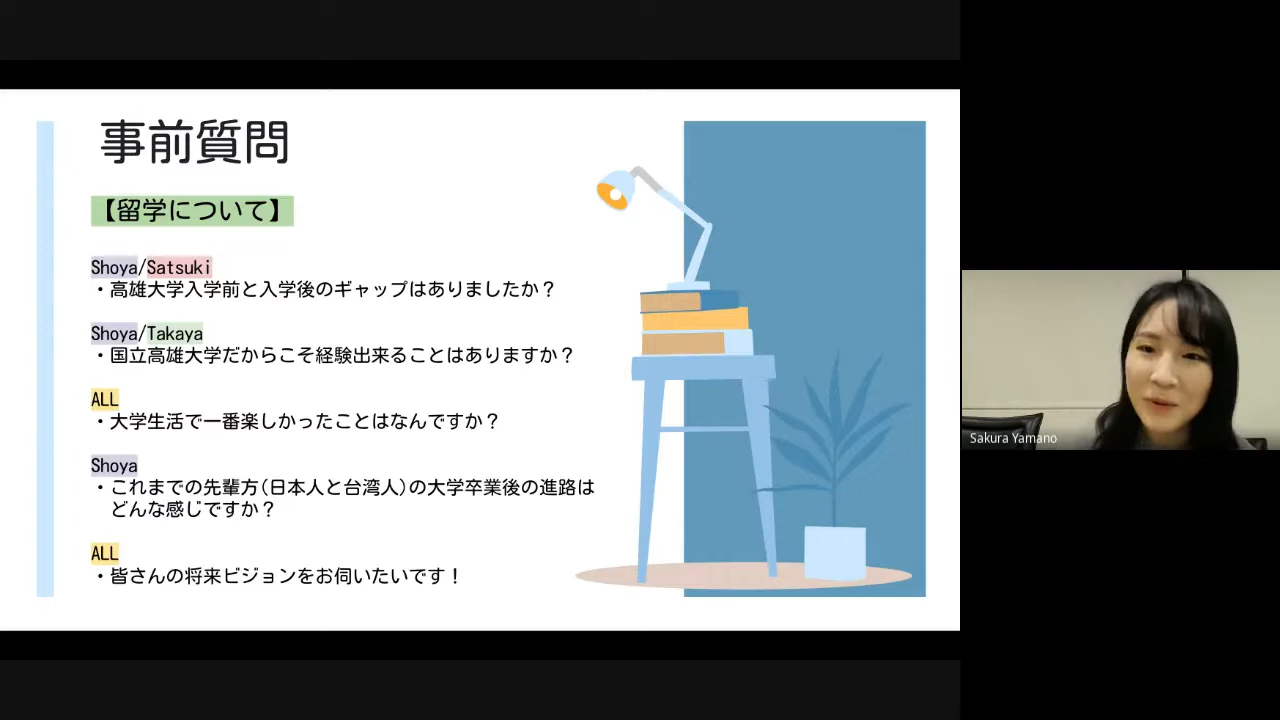 事前質問
【留学について】
Shoya/Satsuki
・高雄大学入学前と入学後のギャップはありましたか？
Shoya/Takaya
・国立高雄大学だからこそ経験出来ることはありますか？
ALL
・大学生活で一番楽しかったことはなんですか？
Shoya
・これまでの先輩方(日本人と台湾人)の大学卒業後の進路は
どんな感じですか？
ALL
・皆さんの将来ビジョンをお伺いたいです！
Sakura Yamano